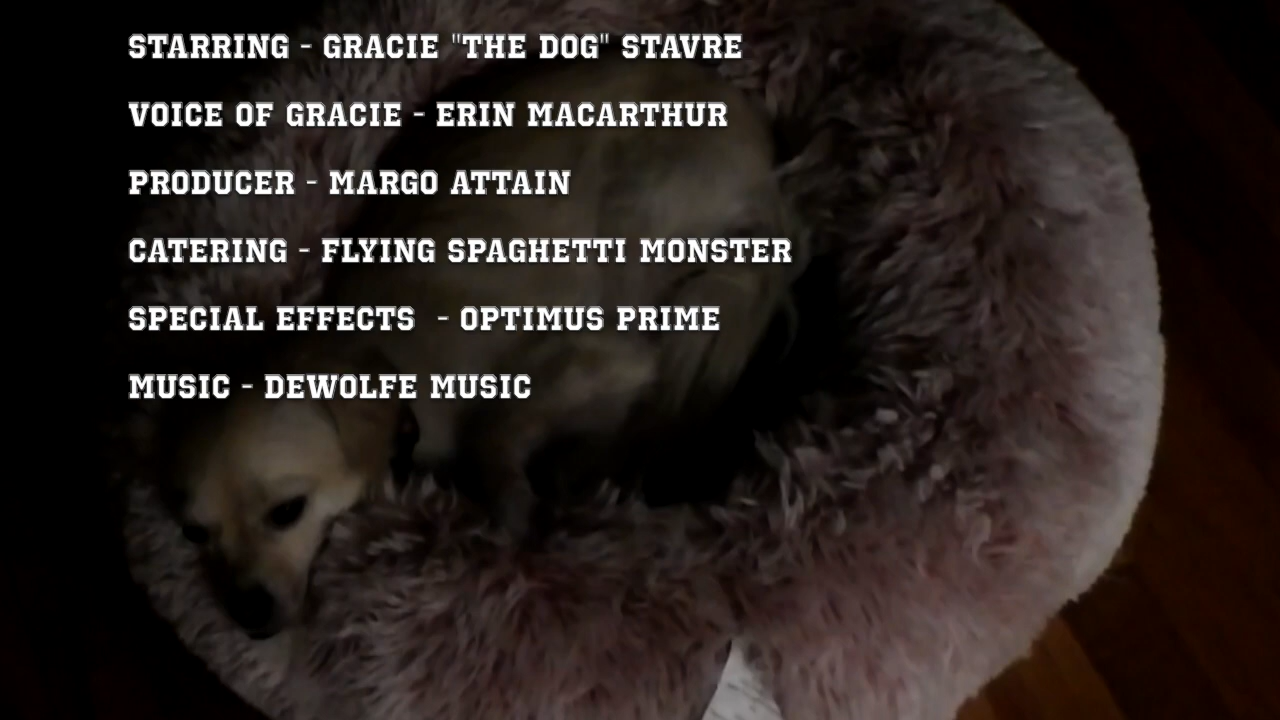 STARRING - GRACIE "THE DOG" STAVRE
VOICE OF GRACIE - ERIN MACARTHUR
PRODUCER - MARGO ATTAIN
CATERING - FLYING SPAGHETTI MONSTER
SPECIAL EFFECTS  - OPTIMUS PRIME
MUSIC - DEWOLFE MUSIC